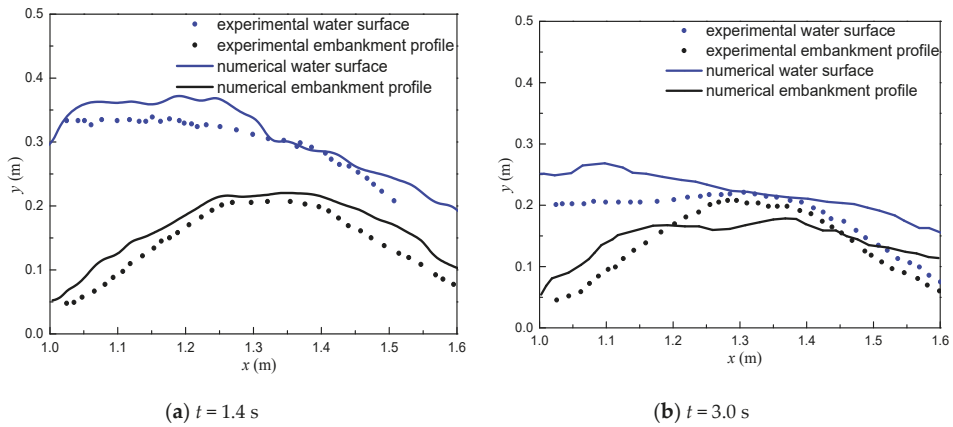 0.5
0.4
0.3
0.2
0.1
0.0
y (m)
experimental water surface
experimental embankment profile
numerical water surface
numerical embankment profile
1.0 1.1 1.2 1.3 1.4 1.5 1.6
x (m)
(a) t = 1.4 s
0.5
0.4
0.3
0.2
0.1
0.0
y (m)
experimental water surface
experimental embankment profile
numerical water surface
numerical embankment profile
1.0 1.1 1.2 1.3 1.4 1.5 1.6
x (m)
(b) t = 3.0 s